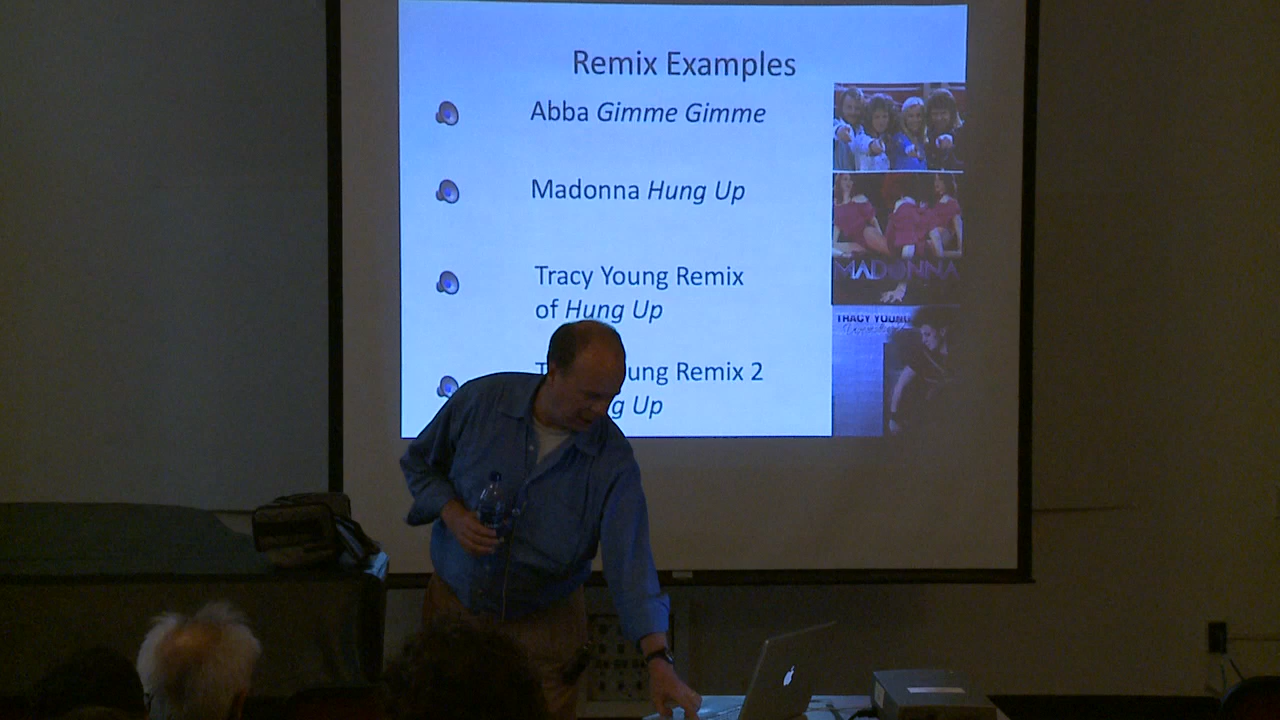 Remix Examples
Abba Gimme Gimme
Madonna Hung Up
MADONNA
Tracy Young Remix
of Hung Up
TRACY YOUNG
ung Remix 2
g Up